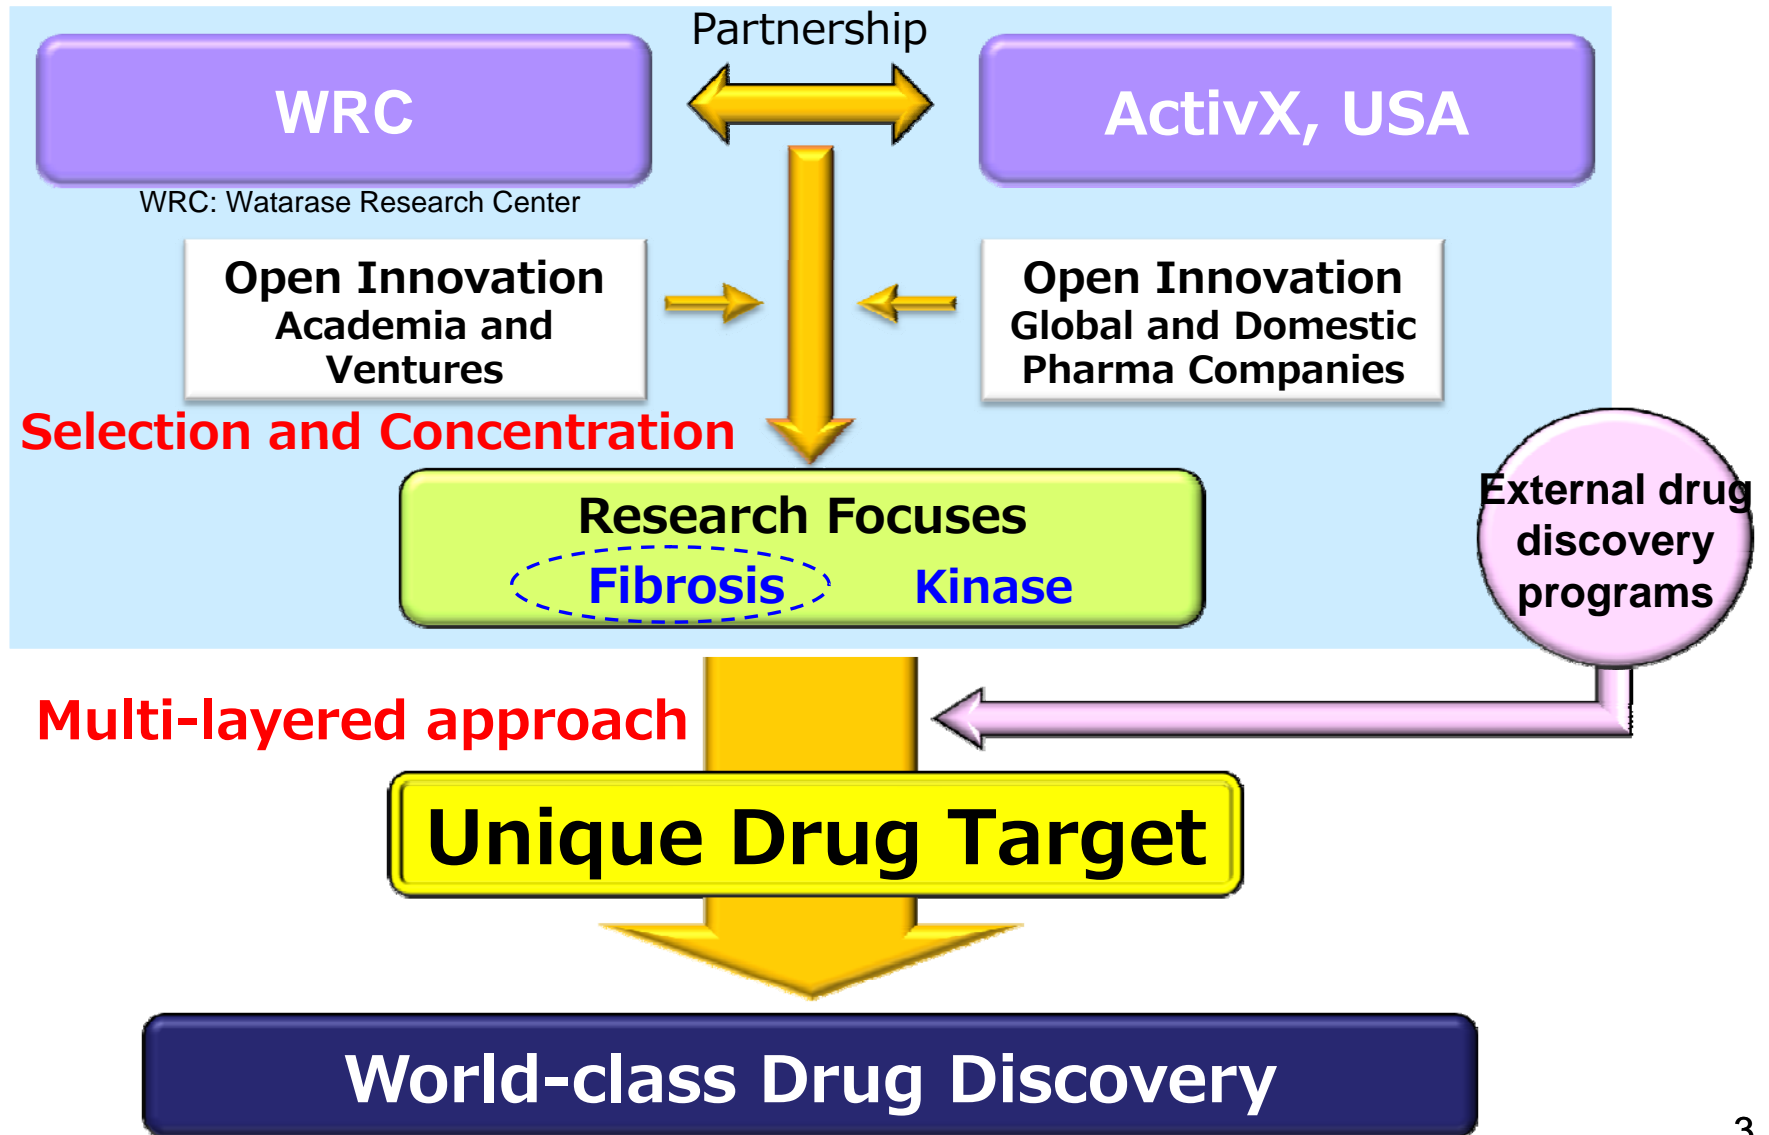 Partnership
WRC
ActivX, USA
WRC: Watarase Research Center
Open Innovation
Academia and
Ventures
Open Innovation
Global and Domestic
Pharma Companies
Selection and Concentration
Research Focuses
Fibrosis
Kinase
External drug
discovery
programs
Multi-layered approach
Unique Drug Target
World-class Drug Discovery
3